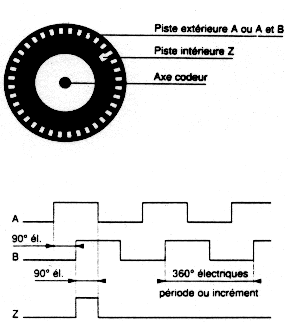 Piste extérieure A ou A et B
Piste intérieure Z
Axe codeur
A
90° él.
B
90° él.
360° électriques
période ou incrément
Z